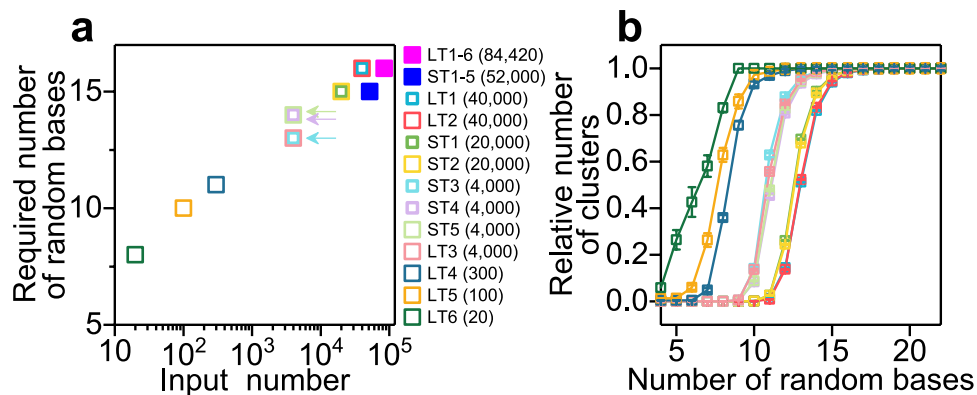 a
Required number
of random bases
15
10
5
10
10²
10³
10⁴
10⁵
Input number
LT1-6 (84,420)
ST1-5 (52,000)
LT1 (40,000)
LT2 (40,000)
ST1 (20,000)
ST2 (20,000)
ST3 (4,000)
ST4 (4,000)
ST5 (4,000)
LT3 (4,000)
LT4 (300)
LT5 (100)
LT6 (20)
b
Relative number
of clusters
1.0
0.8
0.6
0.4
0.2
0.0
5
10
15
20
Number of random bases